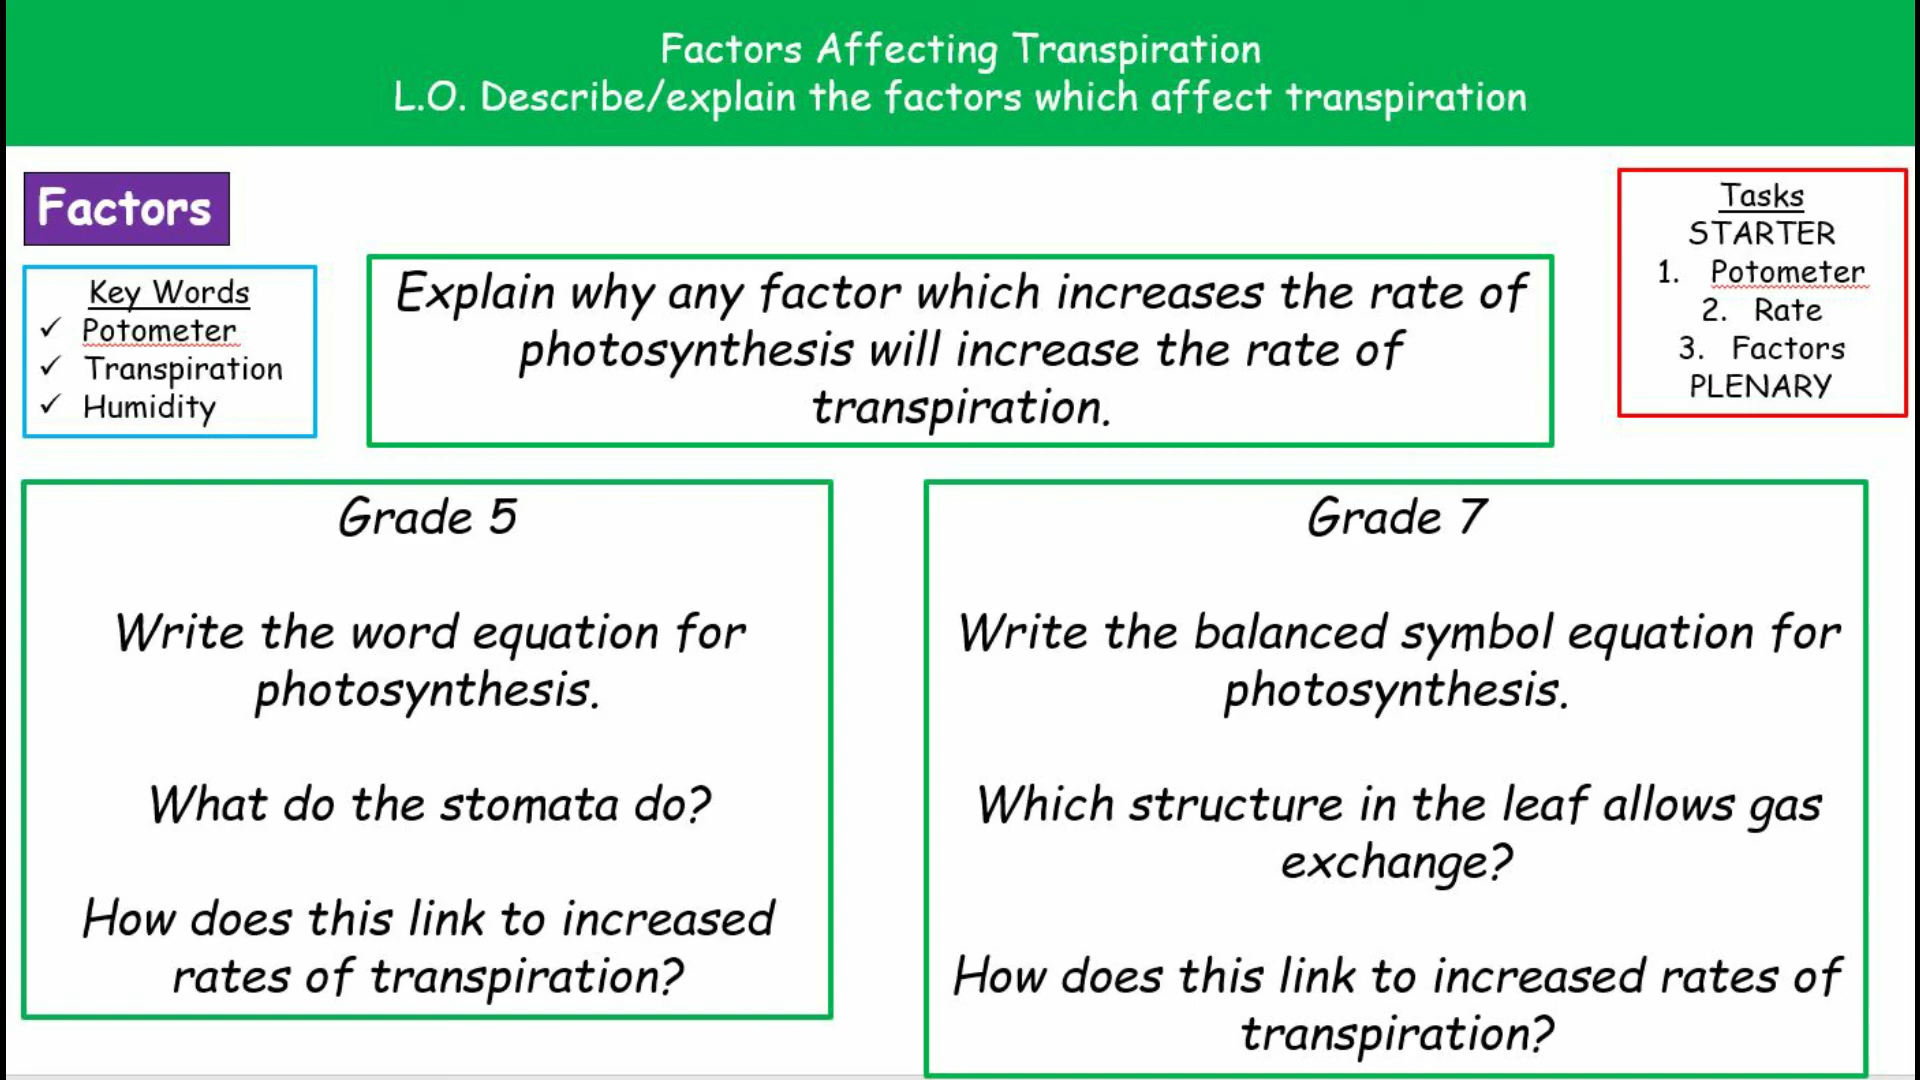 Factors Affecting Transpiration
L.O. Describe/explain the factors which affect transpiration
Factors
Key Words
✓ Potometer
✓ Transpiration
✓ Humidity
Explain why any factor which increases the rate of
photosynthesis will increase the rate of
transpiration.
Tasks
STARTER
1. Potometer
2. Rate
3. Factors
PLENARY
Grade 5
Write the word equation for
photosynthesis.
What do the stomata do?
How does this link to increased
rates of transpiration?
Grade 7
Write the balanced symbol equation for
photosynthesis.
Which structure in the leaf allows gas
exchange?
How does this link to increased rates of
transpiration?